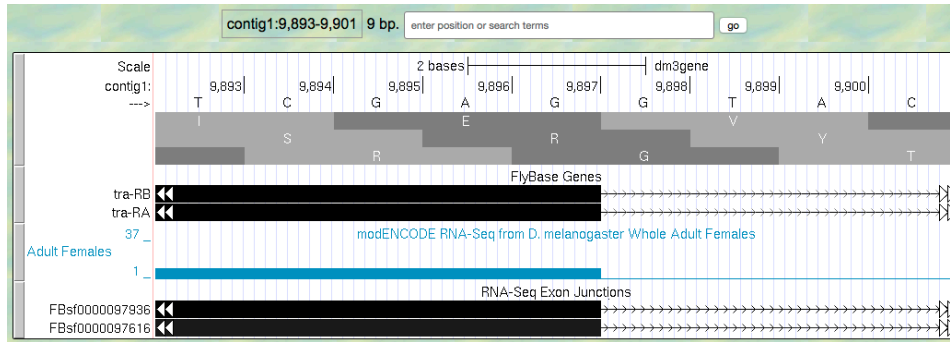 contig1:9,893-9,901 9 bp. enter position or search terms go
Scale 2 bases dm3gene
contig1: 9,893 9,894 9,895 9,896 9,897 9,898 9,899 9,900
---> T C G A G G T A C
I E V
S R Y
R G T
FlyBase Genes
tra-RB
tra-RA
37 _ modENCODE RNA-Seq from D. melanogaster Whole Adult Females
Adult Females
1 _
RNA-Seq Exon Junctions
FBsf0000097936
FBsf0000097616